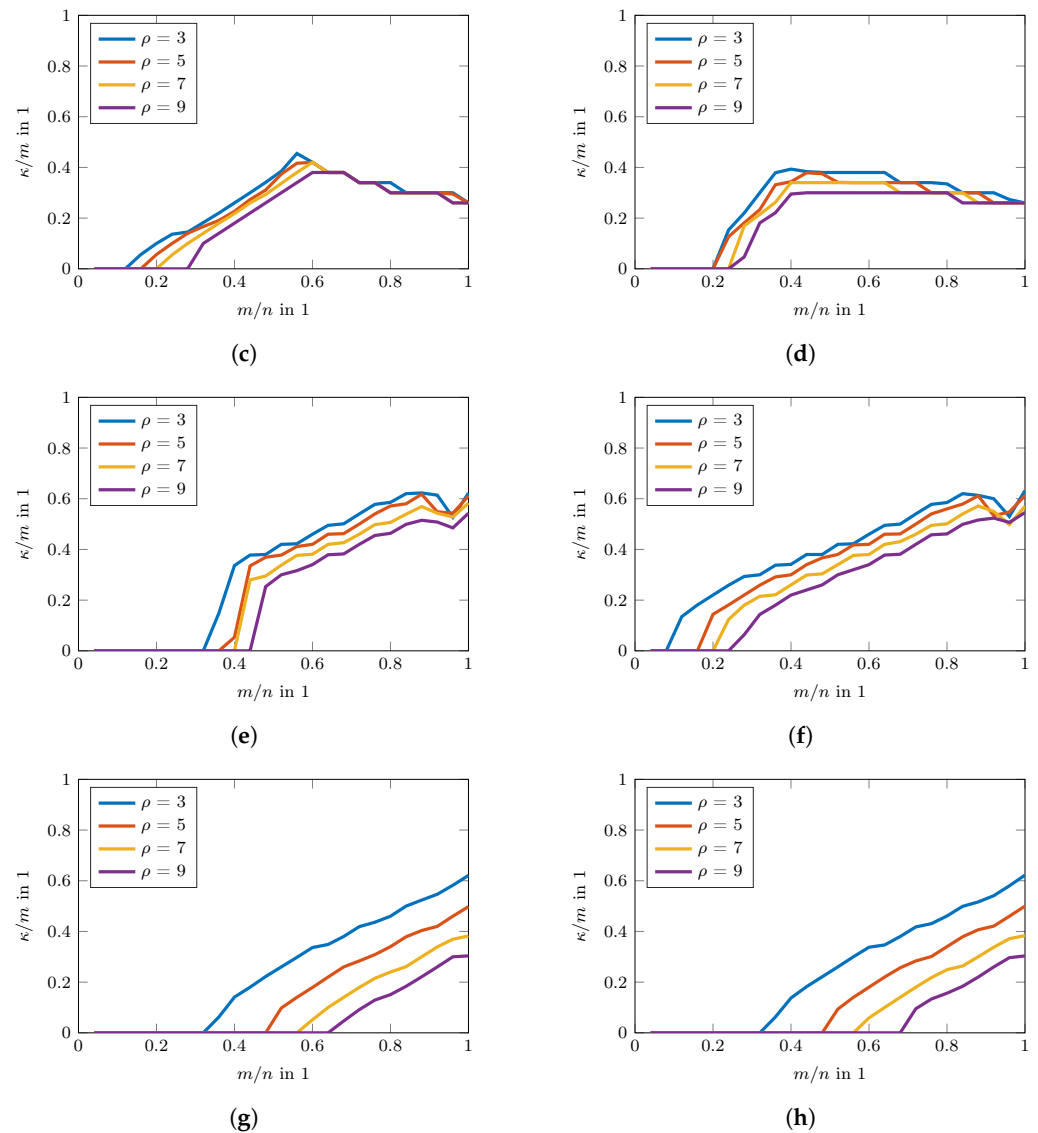 1
0.8
0.6
0.4
0.2
0
κ/m in 1
ρ = 3
ρ = 5
ρ = 7
ρ = 9
0 0.2 0.4 0.6 0.8 1
m/n in 1
(c)
1
0.8
0.6
0.4
0.2
0
κ/m in 1
ρ = 3
ρ = 5
ρ = 7
ρ = 9
0 0.2 0.4 0.6 0.8 1
m/n in 1
(d)
1
0.8
0.6
0.4
0.2
0
κ/m in 1
ρ = 3
ρ = 5
ρ = 7
ρ = 9
0 0.2 0.4 0.6 0.8 1
m/n in 1
(e)
1
0.8
0.6
0.4
0.2
0
κ/m in 1
ρ = 3
ρ = 5
ρ = 7
ρ = 9
0 0.2 0.4 0.6 0.8 1
m/n in 1
(f)
1
0.8
0.6
0.4
0.2
0
κ/m in 1
ρ = 3
ρ = 5
ρ = 7
ρ = 9
0 0.2 0.4 0.6 0.8 1
m/n in 1
(g)
1
0.8
0.6
0.4
0.2
0
κ/m in 1
ρ = 3
ρ = 5
ρ = 7
ρ = 9
0 0.2 0.4 0.6 0.8 1
m/n in 1
(h)